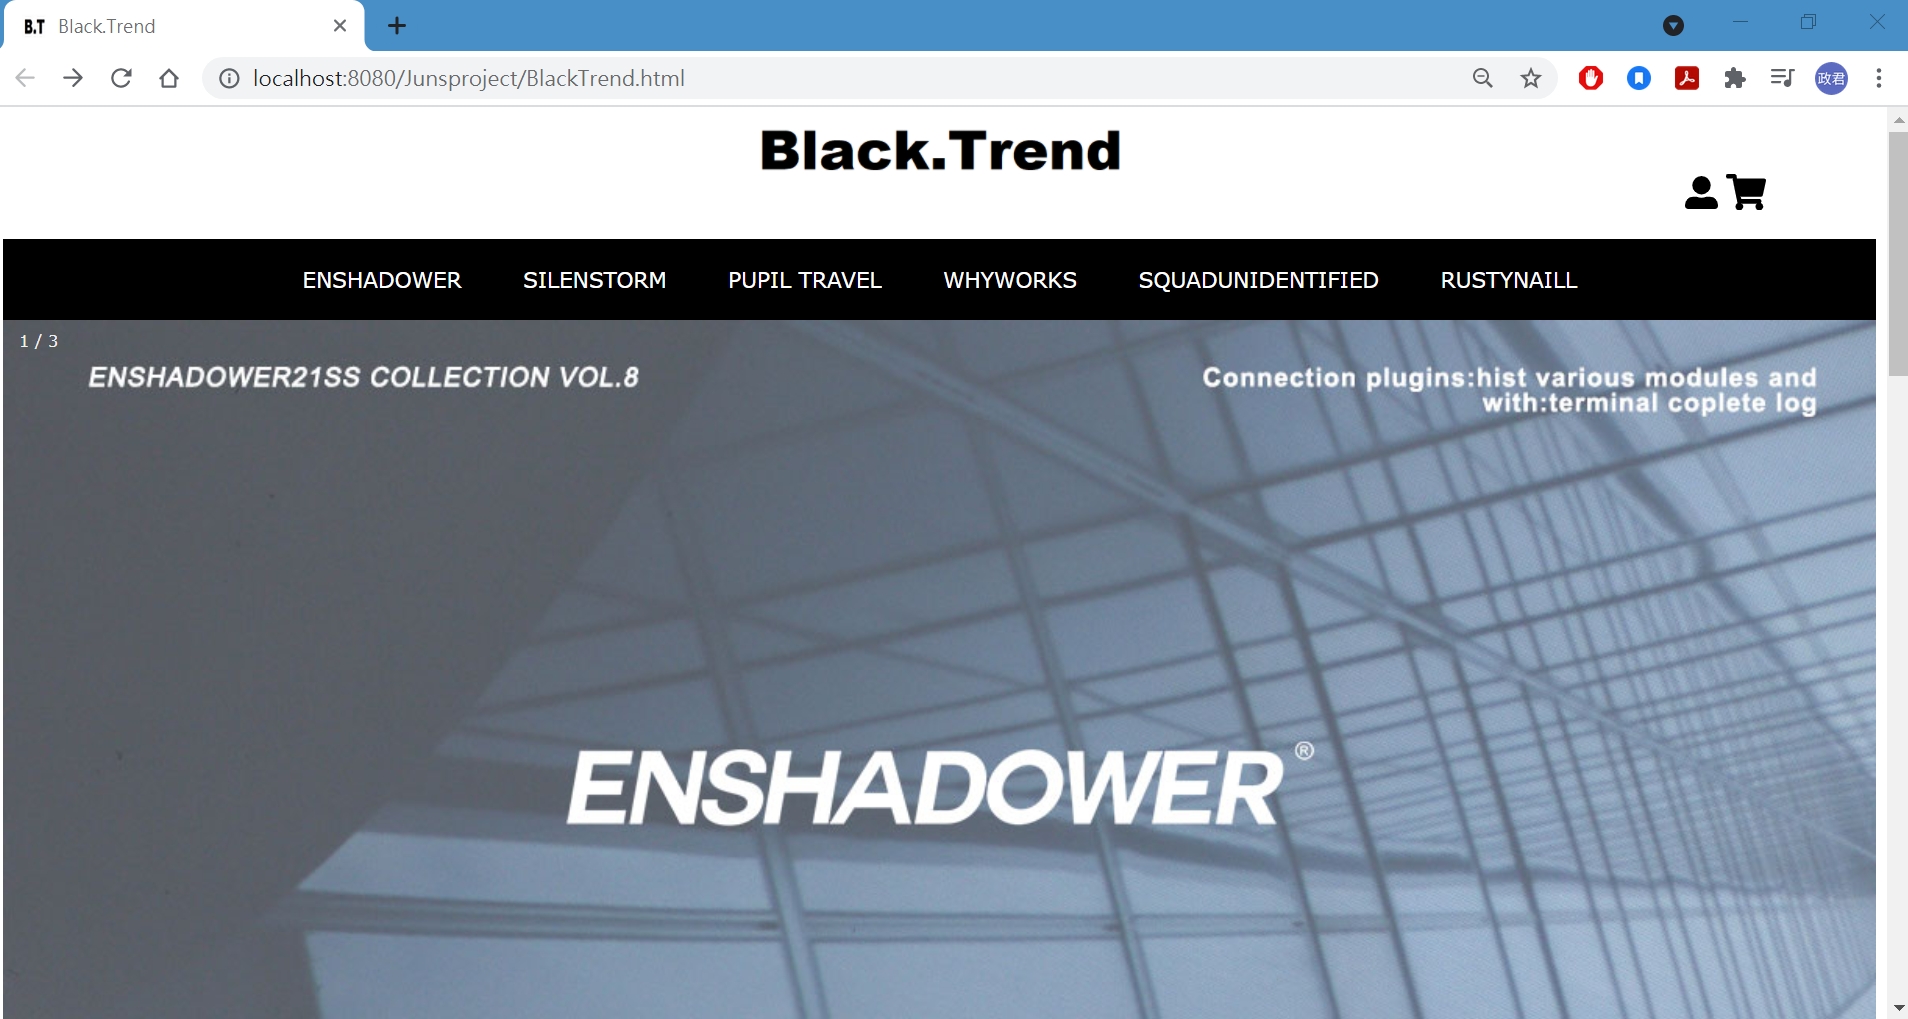 B.T Black.Trend
localhost:8080/Junsproject/BlackTrend.html
政君
Black.Trend
ENSHADOWER SILENSTORM PUPIL TRAVEL WHYWORKS SQUADUNIDENTIFIED RUSTYNAILL
1 / 3
ENSHADOWER21SS COLLECTION VOL.8
Connection plugins:hist various modules and
with:terminal coplete log
ENSHADOWER®